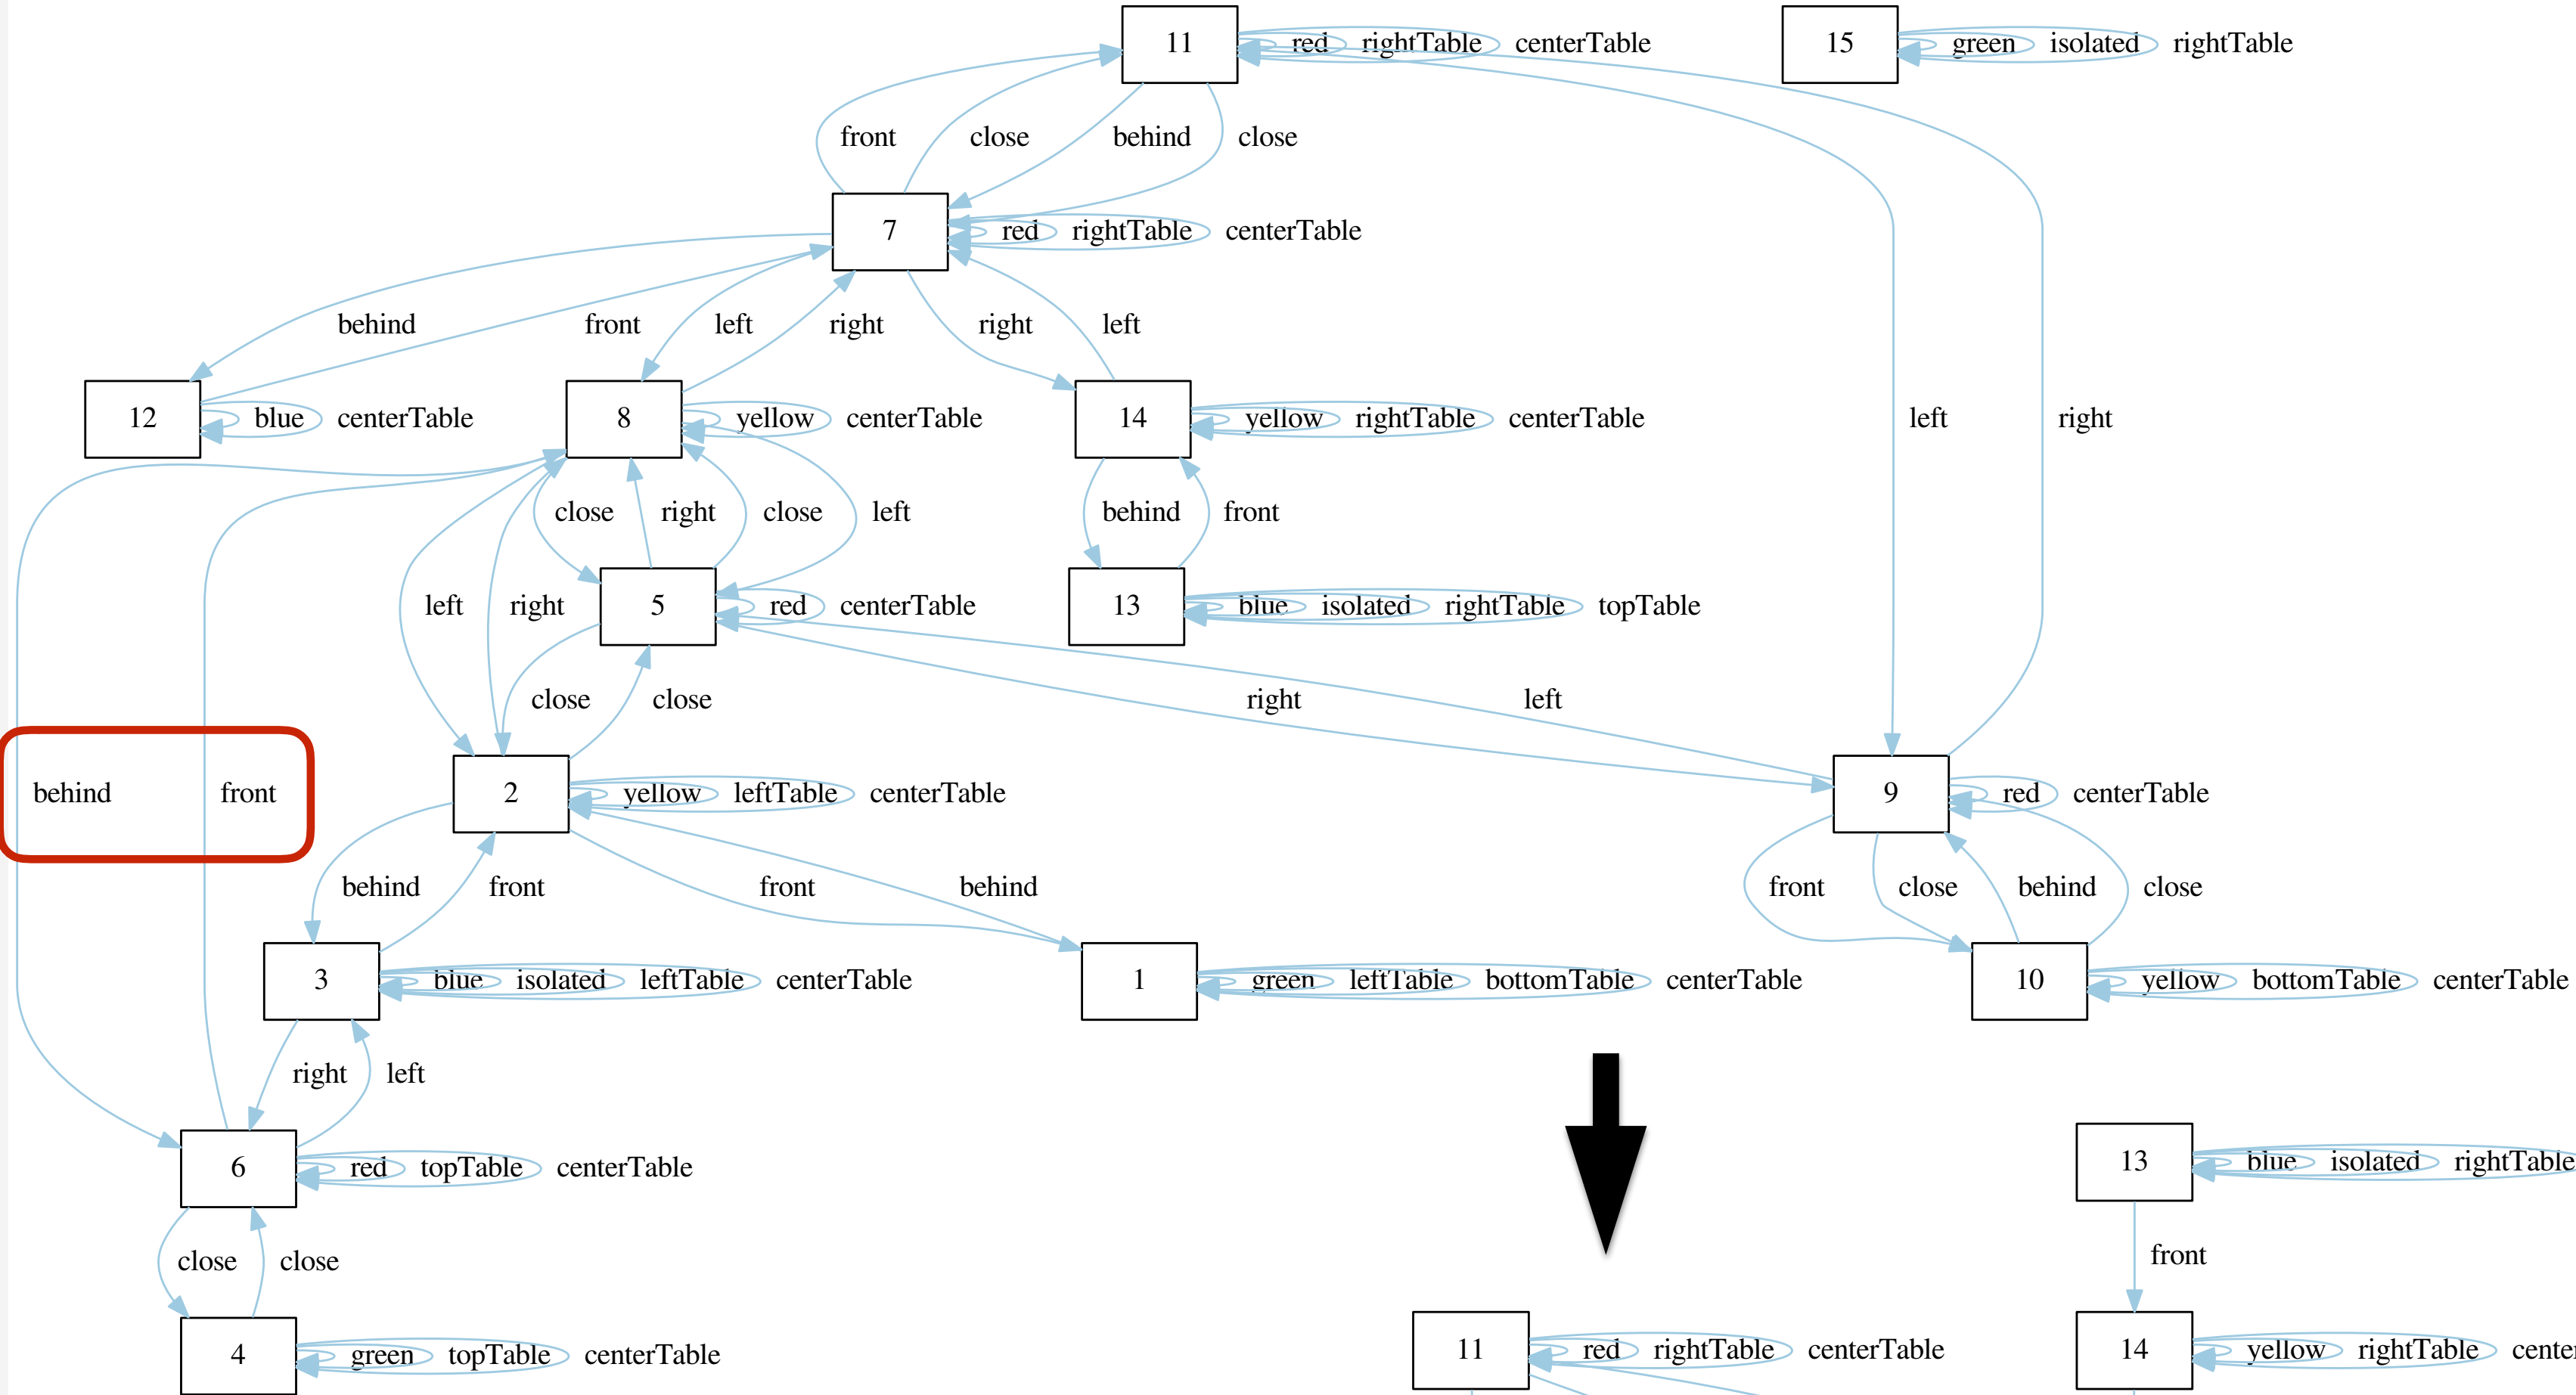 11 red rightTable centerTable 15 green isolated rightTable
front close behind close
7 red rightTable centerTable
behind front left right right left
12 blue centerTable 8 yellow centerTable 14 yellow rightTable centerTable left right
close right close left behind front
left right 5 red centerTable 13 blue isolated rightTable topTable
close close right left
behind front 2 yellow leftTable centerTable 9 red centerTable
behind front front behind front close behind close
3 blue isolated leftTable centerTable 1 green leftTable bottomTable centerTable 10 yellow bottomTable centerTable
right left
6 red topTable centerTable 13 blue isolated rightTable
close close front
4 green topTable centerTable 11 red rightTable centerTable 14 yellow rightTable